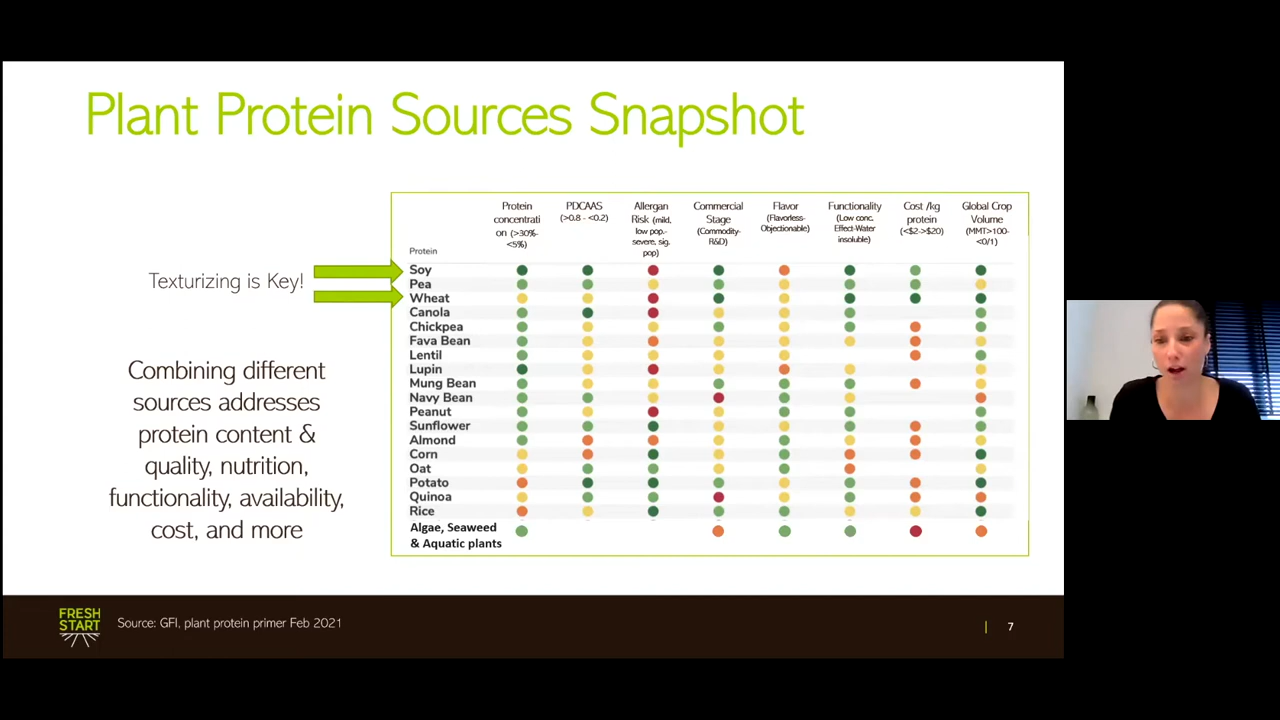 Plant Protein Sources Snapshot
Texturizing is Key!
Combining different
sources addresses
protein content &
quality, nutrition,
functionality, availability,
cost, and more
Protein
concentrati
on (>30%-
<5%)
PDCAAS
(>0.8 - <0.2)
Allergan
Risk (mild,
low pop.-
severe, sig.
pop)
Commercial
Stage
(Commodity-
R&D)
Flavor
(Flavorless-
Objectionable)
Functionality
(Low conc.
Effect-Water
insoluble)
Cost /kg
protein
(<$2->$20)
Global Crop
Volume
(MMT>100-
<0/1)
Protein
Soy
Pea
Wheat
Canola
Chickpea
Fava Bean
Lentil
Lupin
Mung Bean
Navy Bean
Peanut
Sunflower
Almond
Corn
Oat
Potato
Quinoa
Rice
Algae, Seaweed
& Aquatic plants
FRESH
START
Source: GFI, plant protein primer Feb 2021
| 7